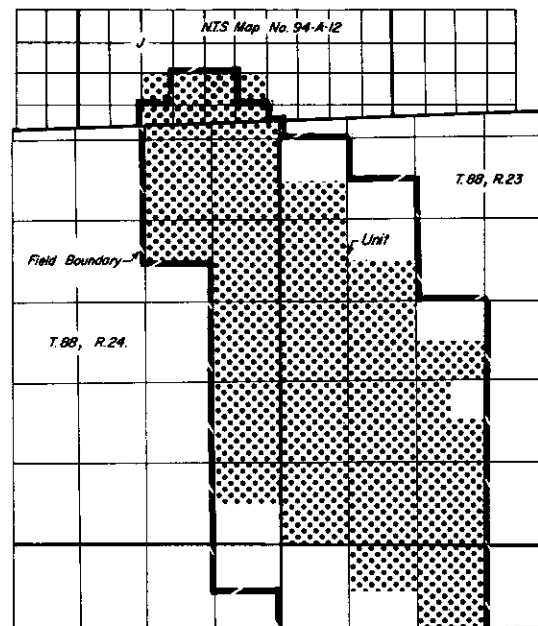 N.T.S Map No. 94-A-12
J
T.88, R.23
Unit
Field Boundary
T.88, R.24.